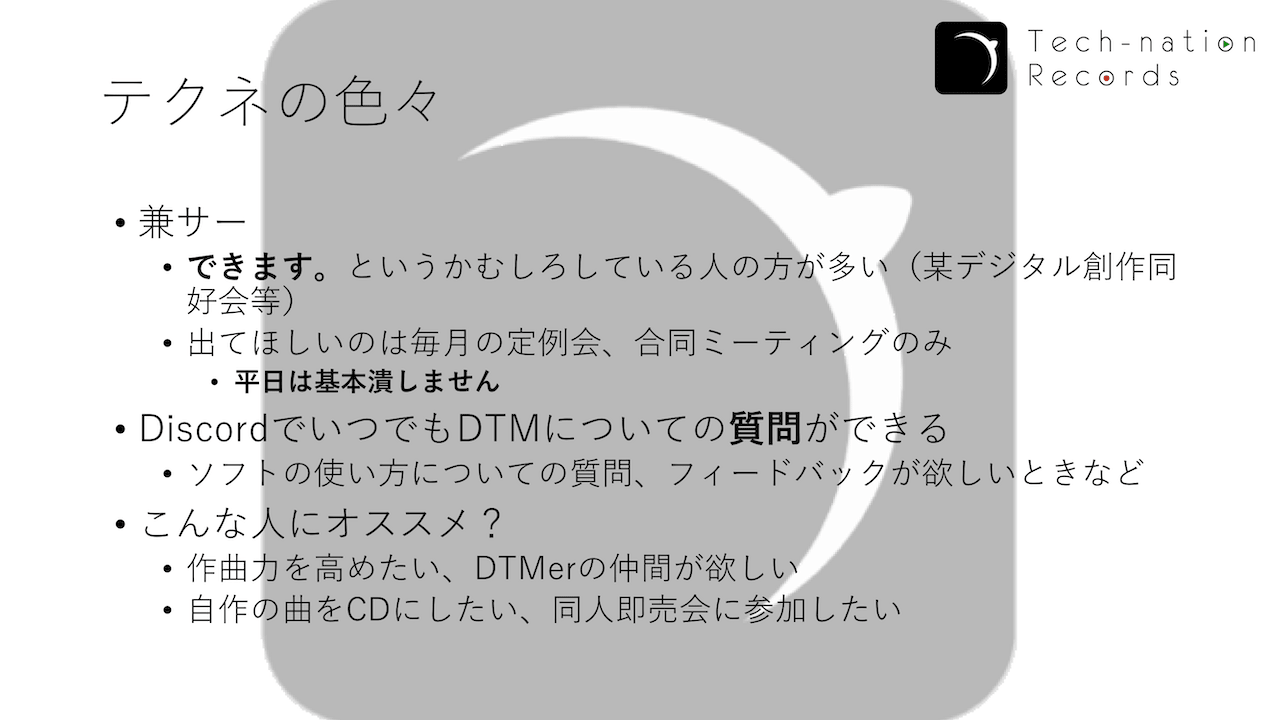 Tech-nation
Records
テクネの色々
• 兼サー
• できます。というかむしろしている人の方が多い（某デジタル創作同
好会等）
• 出てほしいのは毎月の定例会、合同ミーティングのみ
• 平日は基本潰しません
• DiscordでいつでもDTMについての質問ができる
• ソフトの使い方についての質問、フィードバックが欲しいときなど
• こんな人にオススメ？
• 作曲力を高めたい、DTMerの仲間が欲しい
• 自作の曲をCDにしたい、同人即売会に参加したい